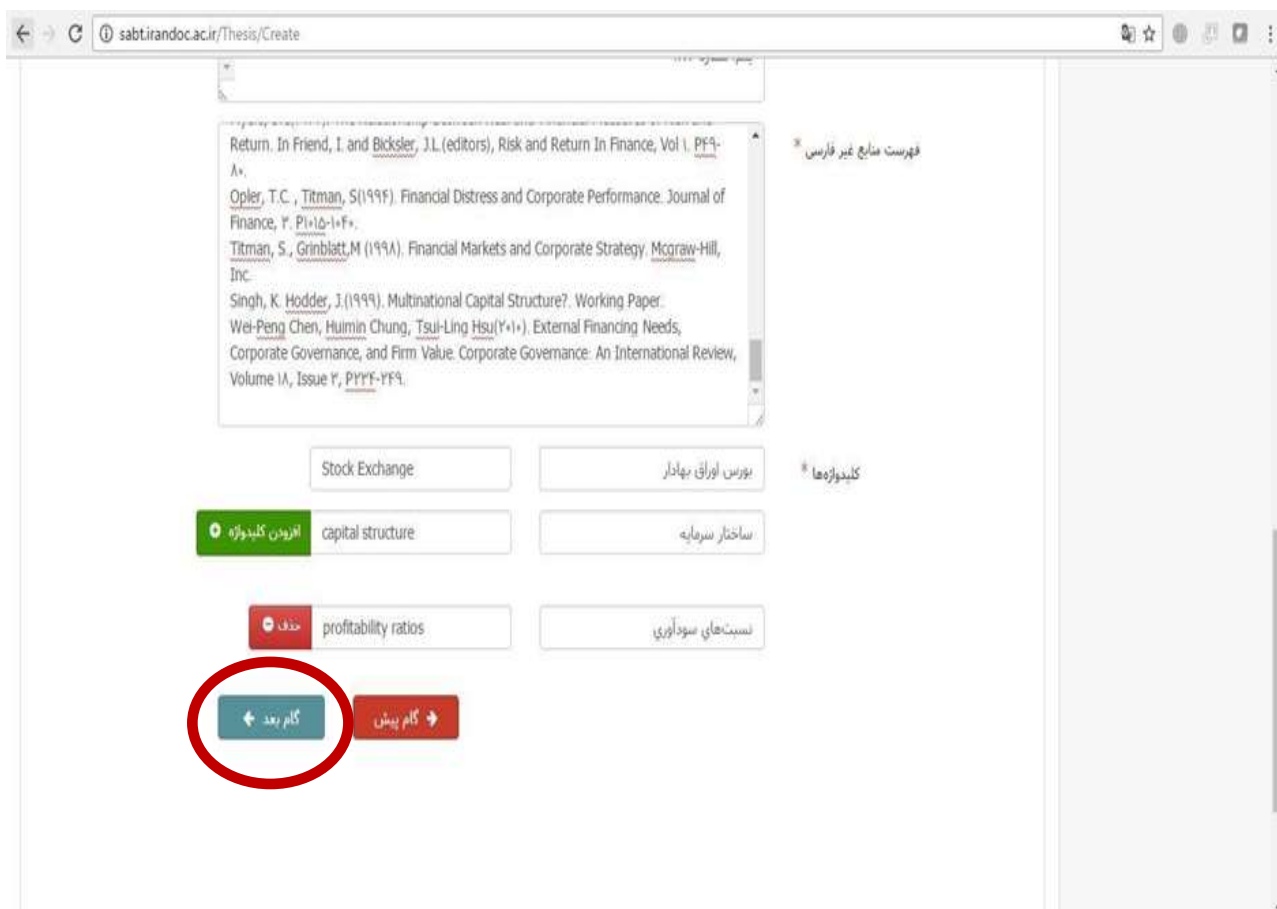 sabt.irandoc.ac.ir/Thesis/Create
فهرست منابع غیر فارسی *
Return. In Friend, I. and Bicksler, J.L.(editors), Risk and Return In Finance, Vol ۱. P۴۹-
۸۰.
Opler, T.C. , Titman, S(۱۹۹۴). Financial Distress and Corporate Performance. Journal of
Finance, ۳. P۱۰۱۵-۱۰۴۰.
Titman, S., Grinblatt,M (۱۹۹۸). Financial Markets and Corporate Strategy. Mcgraw-Hill,
Inc.
Singh, K. Hodder, J.(۱۹۹۹). Multinational Capital Structure?. Working Paper.
Wei-Peng Chen, Huimin Chung, Tsui-Ling Hsu(۲۰۱۰). External Financing Needs,
Corporate Governance, and Firm Value. Corporate Governance: An International Review,
Volume ۱۸, Issue ۳, P۲۳۴-۲۴۹.
کلیدواژه‌ها *
بورس اوراق بهادار
Stock Exchange
ساختار سرمایه
capital structure
افزودن کلیدواژه
نسبت‌هاي سودآوري
profitability ratios
حذف
گام پیش
گام بعد